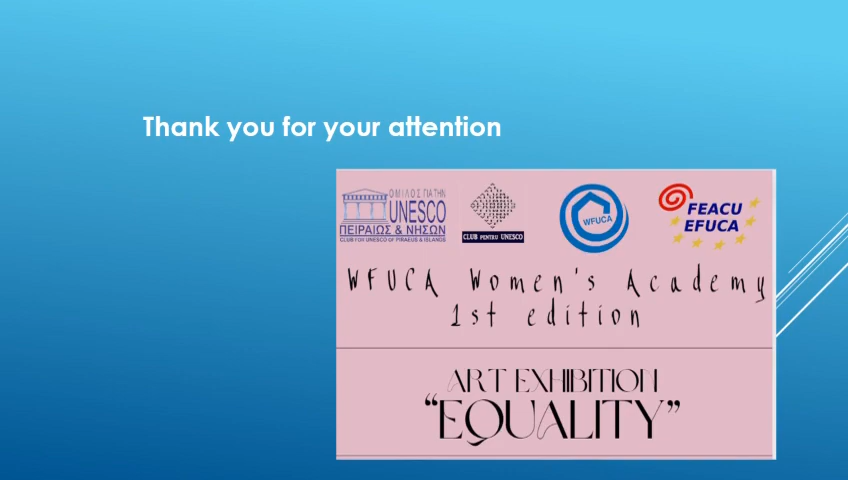 Thank you for your attention
ΟΜΙΛΟΣ ΓΙΑ ΤΗΝ
UNESCO
ΠΕΙΡΑΙΩΣ & ΝΗΣΩΝ
CLUB FOR UNESCO OF PIRAEUS & ISLANDS
CLUB PENTRU UNESCO
WFUCA
FEACU
EFUCA
WFUCA Women's Academy
1st edition
ART EXHIBITION
“EQUALITY”